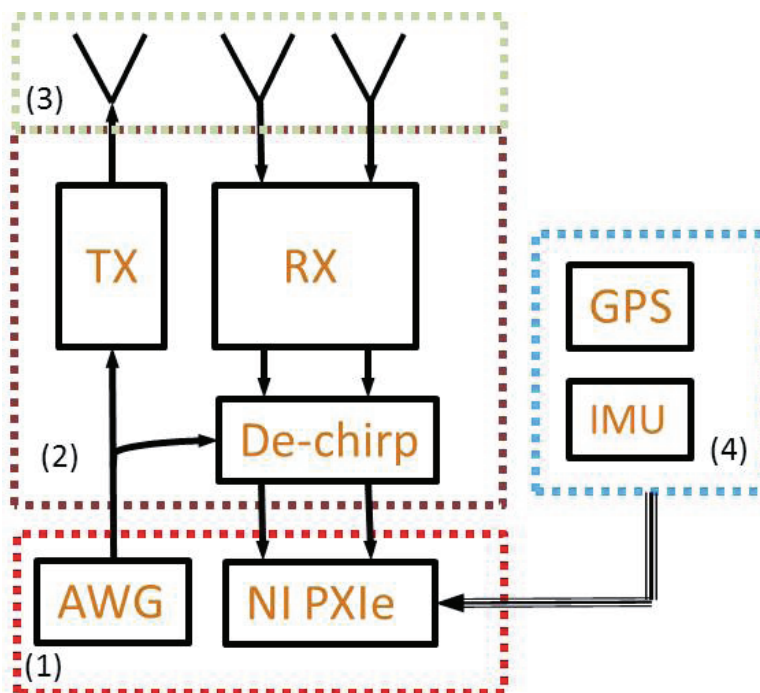 (3)
TX
RX
GPS
IMU
(4)
De-chirp
(2)
AWG
NI PXIe
(1)